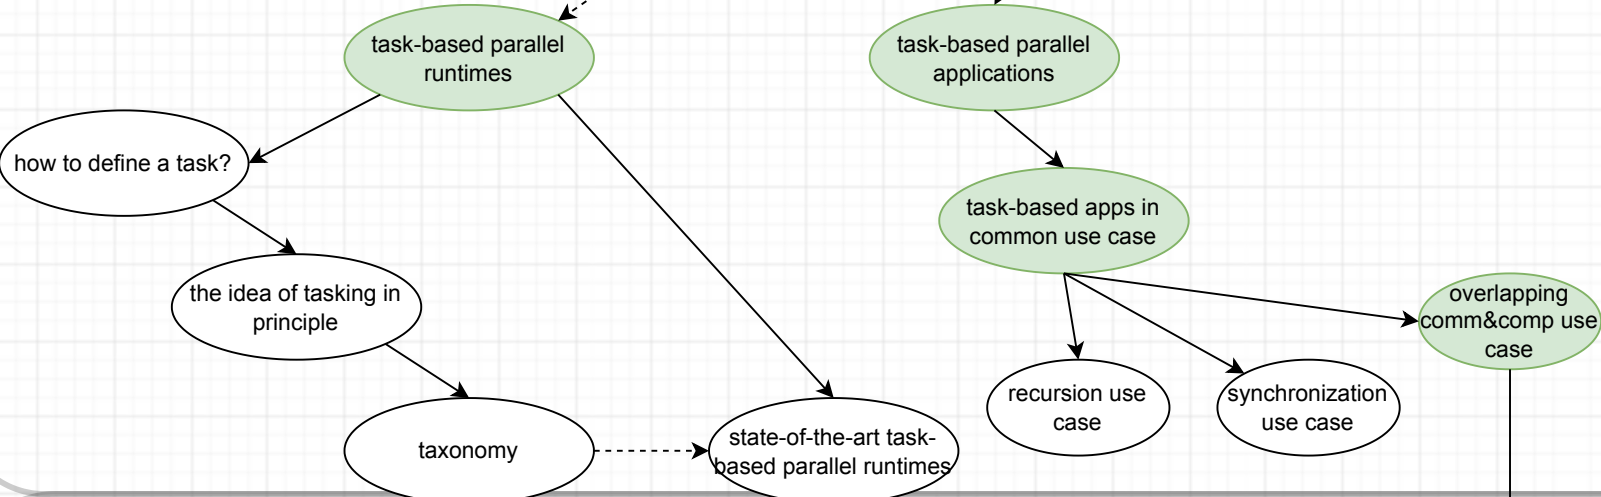 task-based parallel
runtimes
task-based parallel
applications
how to define a task?
task-based apps in
common use case
the idea of tasking in
principle
overlapping
comm&comp use
case
recursion use
case
synchronization
use case
taxonomy
state-of-the-art task-
based parallel runtimes